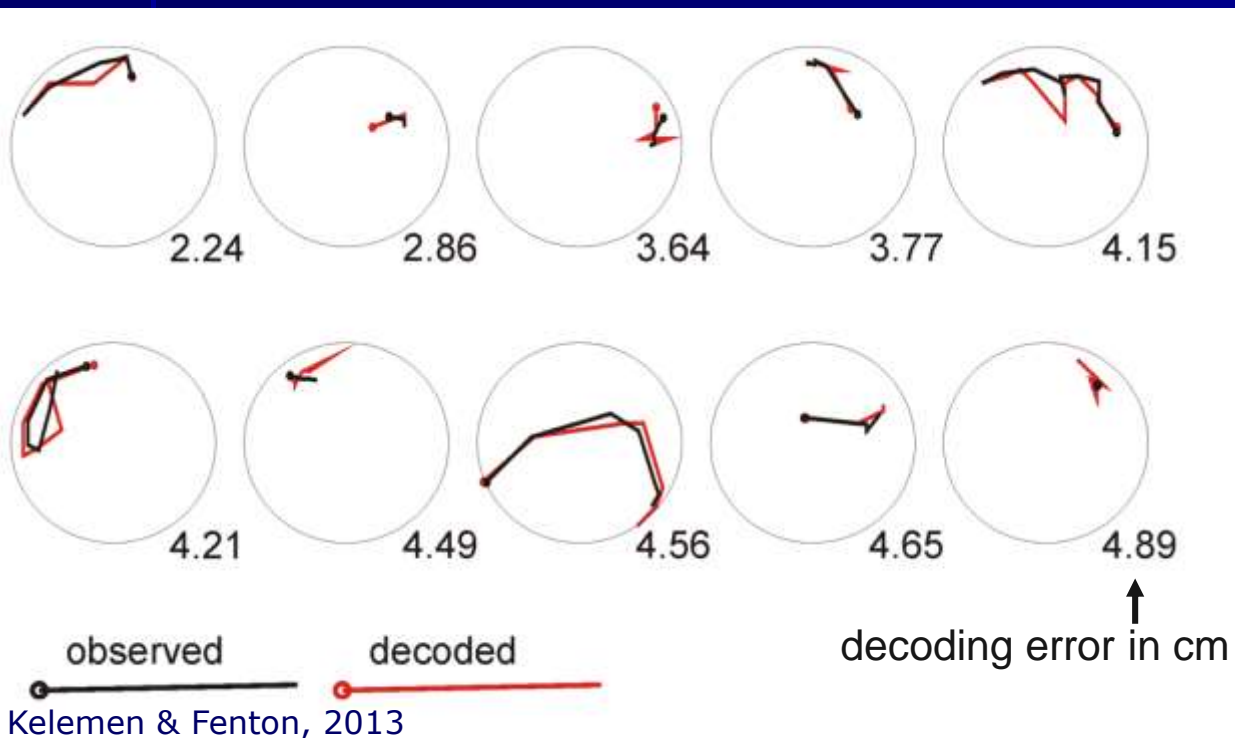 2.24 2.86 3.64 3.77 4.15
4.21 4.49 4.56 4.65 4.89
decoding error in cm
observed decoded
Kelemen & Fenton, 2013